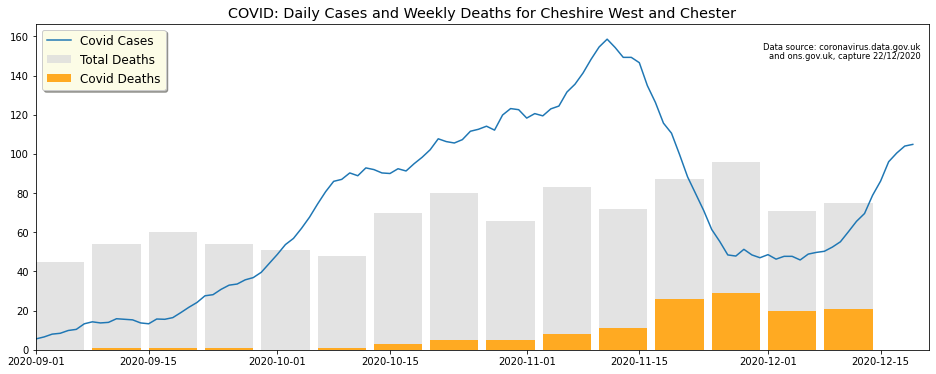 COVID: Daily Cases and Weekly Deaths for Cheshire West and Chester
160
140
120
100
80
60
40
20
0
Covid Cases
Total Deaths
Covid Deaths
Data source: coronavirus.data.gov.uk
and ons.gov.uk, capture 22/12/2020
2020-09-01
2020-09-15
2020-10-01
2020-10-15
2020-11-01
2020-11-15
2020-12-01
2020-12-15